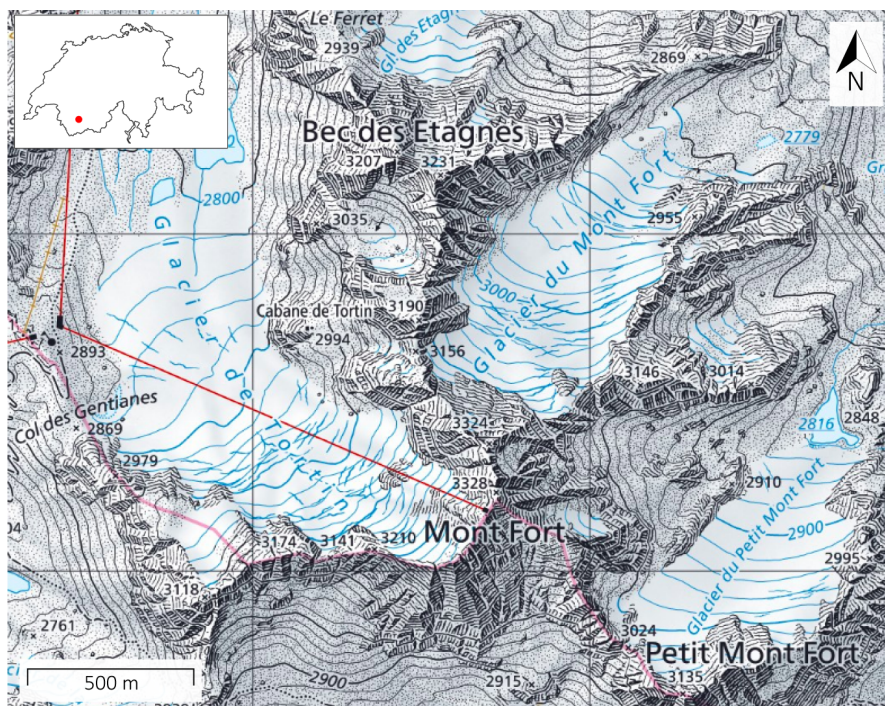 Le Ferret
2939
Gl. des Etagnes
2869
N
Bec des Etagnes
2779
3207
3231
2800
3035
2955
Glacier du Mont Fort
Glacier de Tortin
3000
3190
Cabane de Tortin
2994
3156
2893
3146
3014
Col des Gentianes
2869
3324
2848
2816
2979
3328
2910
Mont Fort
2900
3174
3141
3210
2995
3118
Glacier du Petit Mont Fort
2761
3024
Petit Mont Fort
3135
500 m
2900
2915